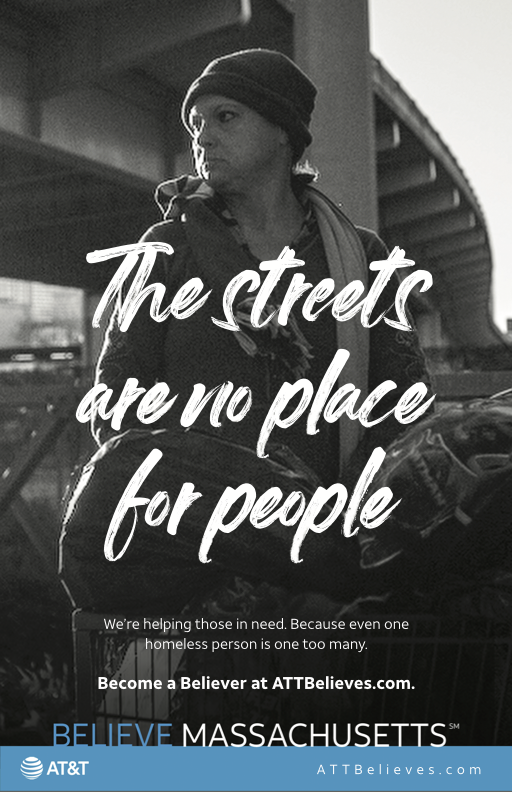 The streets
are no place
for people
We're helping those in need. Because even one
homeless person is one too many.
Become a Believer at ATTBelieves.com.
BELIEVE MASSACHUSETTS℠
AT&T
ATTBelieves.com